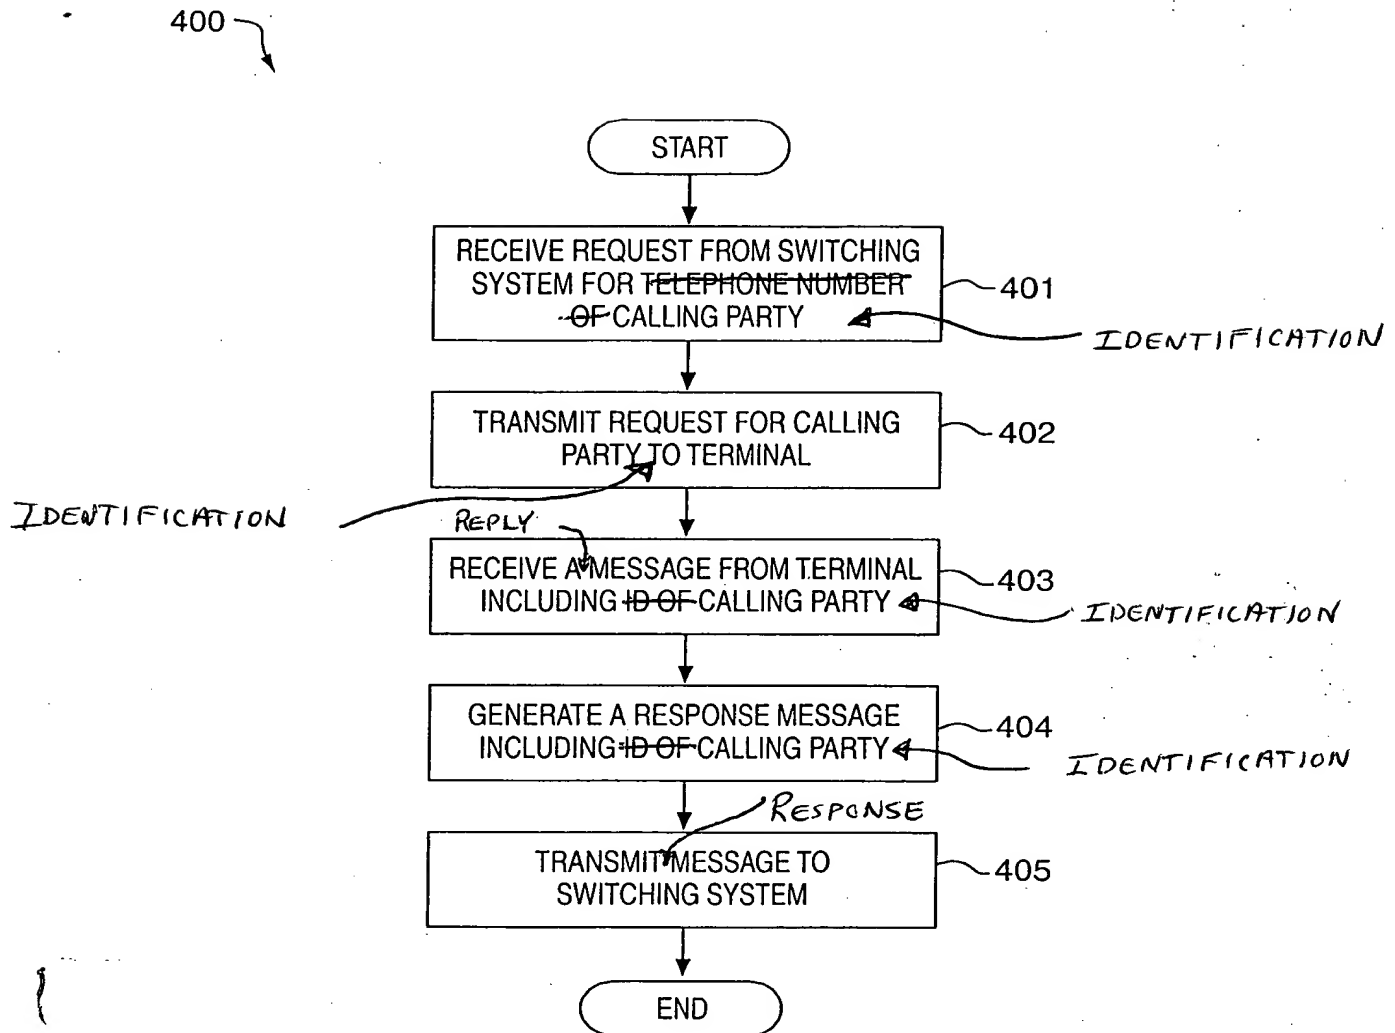 400
START
RECEIVE REQUEST FROM SWITCHING
SYSTEM FOR TELEPHONE NUMBER
OF CALLING PARTY
401
IDENTIFICATION
TRANSMIT REQUEST FOR CALLING
PARTY TO TERMINAL
402
IDENTIFICATION
REPLY
RECEIVE A MESSAGE FROM TERMINAL
INCLUDING ID OF CALLING PARTY
403
IDENTIFICATION
GENERATE A RESPONSE MESSAGE
INCLUDING ID OF CALLING PARTY
404
IDENTIFICATION
RESPONSE
TRANSMIT MESSAGE TO
SWITCHING SYSTEM
405
END